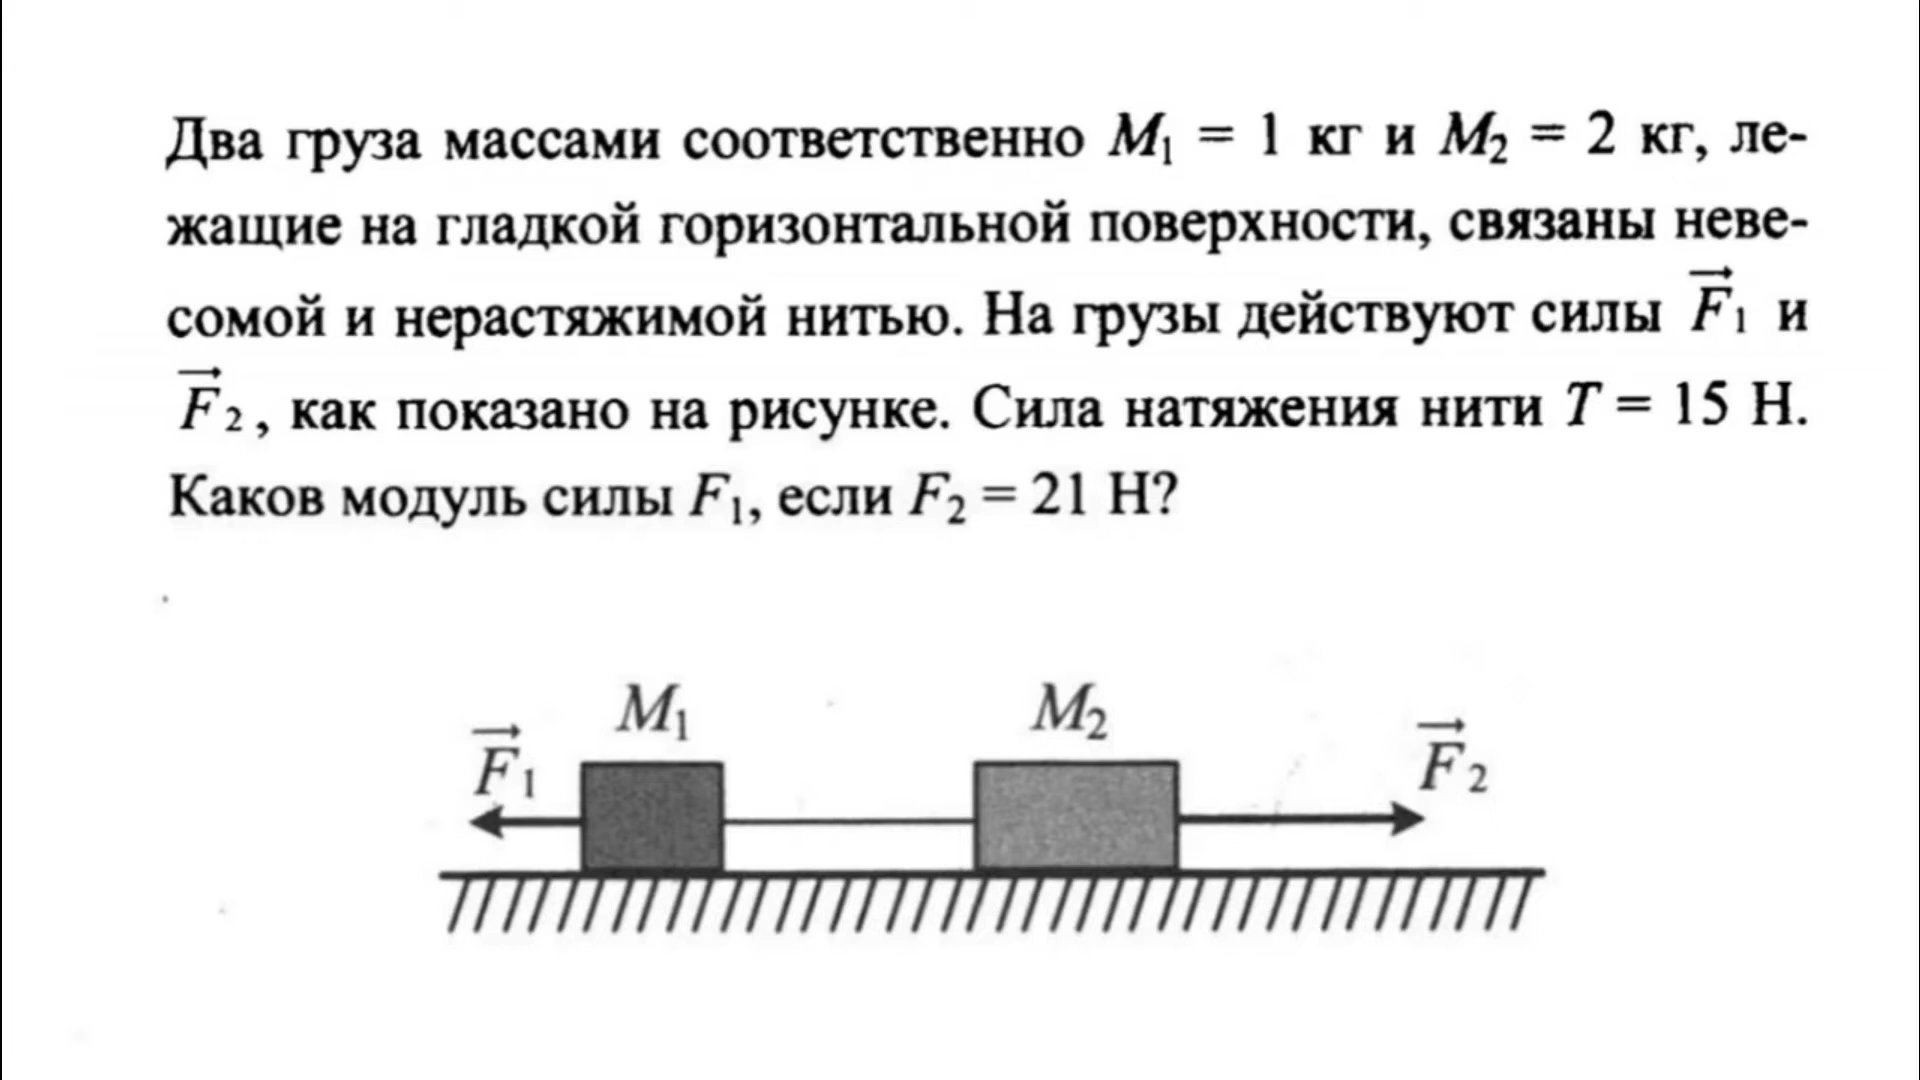 Два груза массами соответственно M₁ = 1 кг и M₂ = 2 кг, ле-
жащие на гладкой горизонтальной поверхности, связаны неве-
сомой и нерастяжимой нитью. На грузы действуют силы F⃗₁ и
F⃗₂, как показано на рисунке. Сила натяжения нити T = 15 Н.
Каков модуль силы F₁, если F₂ = 21 Н?
M₁ M₂
F⃗₁ F⃗₂